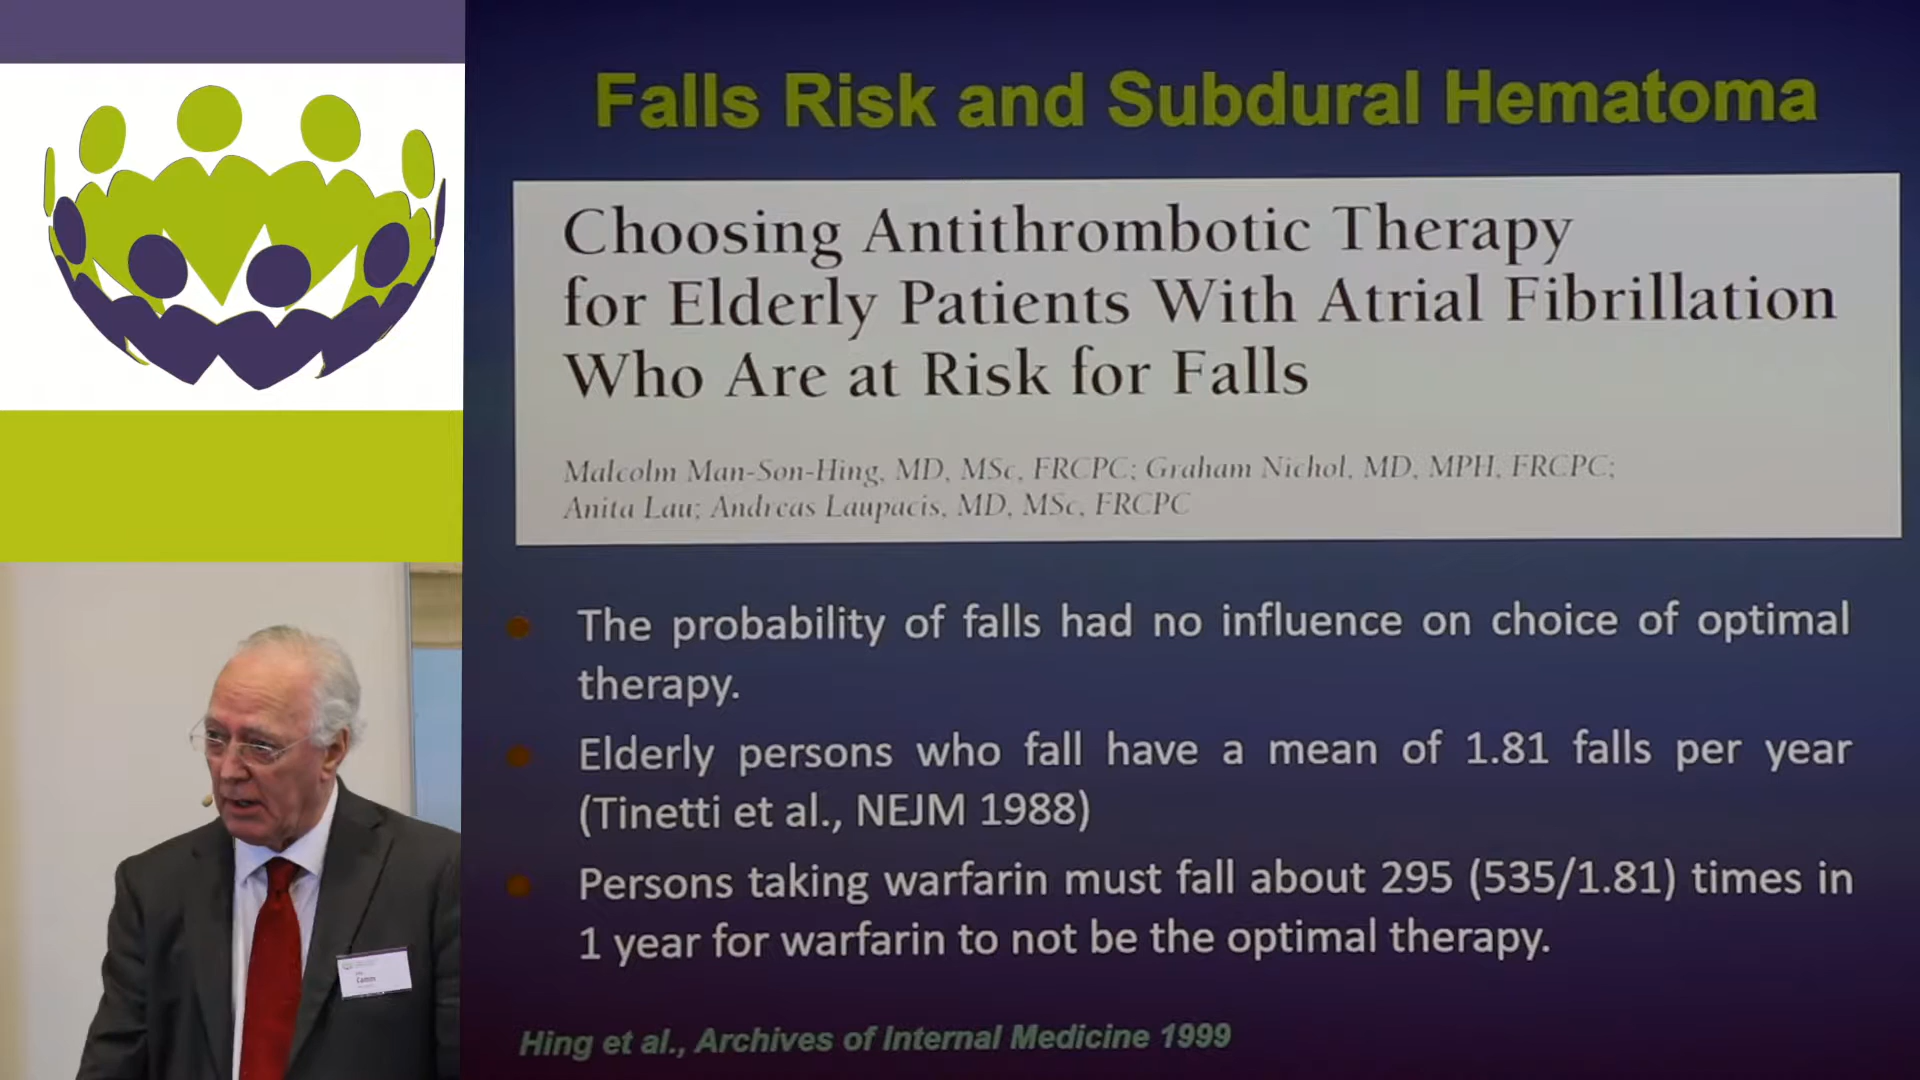 Falls Risk and Subdural Hematoma
Choosing Antithrombotic Therapy
for Elderly Patients With Atrial Fibrillation
Who Are at Risk for Falls
Malcolm Man-Son-Hing, MD, MSc, FRCPC; Graham Nichol, MD, MPH, FRCPC;
Anita Lau; Andreas Laupacis, MD, MSc, FRCPC
The probability of falls had no influence on choice of optimal
therapy.
Elderly persons who fall have a mean of 1.81 falls per year
(Tinetti et al., NEJM 1988)
Persons taking warfarin must fall about 295 (535/1.81) times in
1 year for warfarin to not be the optimal therapy.
Hing et al., Archives of Internal Medicine 1999